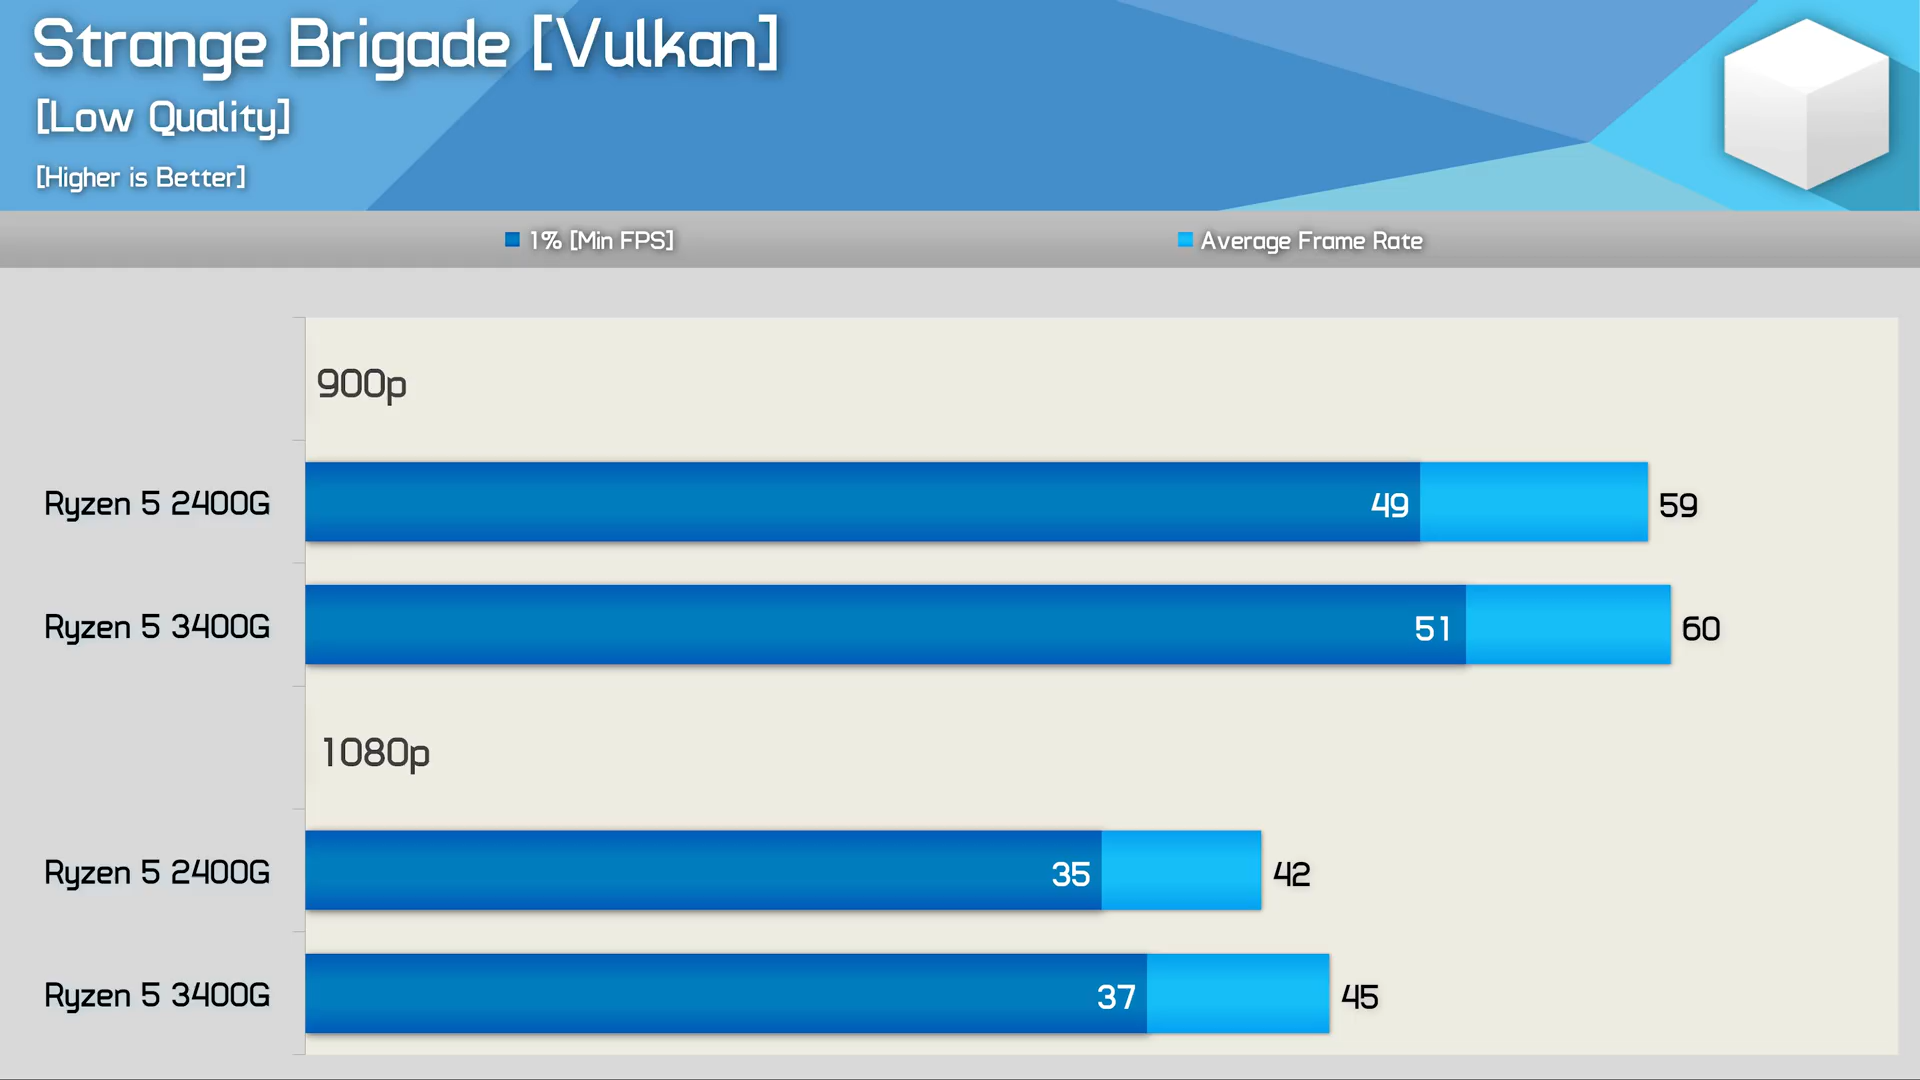 Strange Brigade [Vulkan]
[Low Quality]
[Higher is Better]
1% [Min FPS]
Average Frame Rate
900p
Ryzen 5 2400G
49
59
Ryzen 5 3400G
51
60
1080p
Ryzen 5 2400G
35
42
Ryzen 5 3400G
37
45